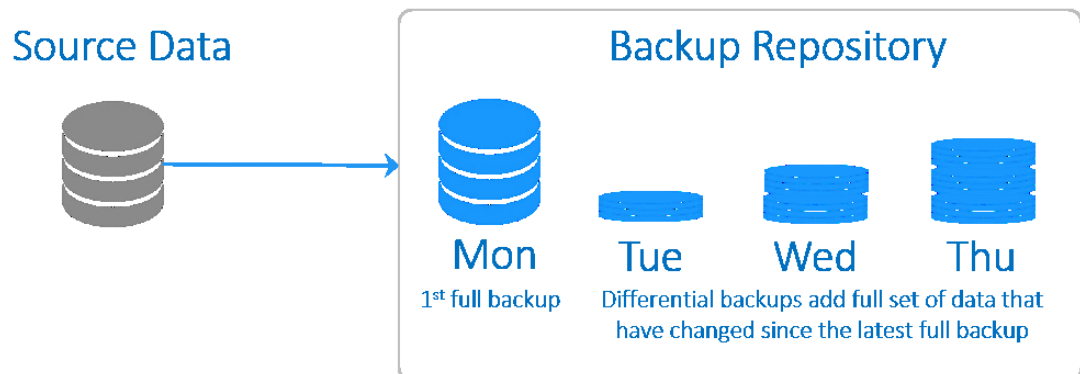 Source Data
Backup Repository
Mon
Tue
Wed
Thu
1st full backup
Differential backups add full set of data that
have changed since the latest full backup